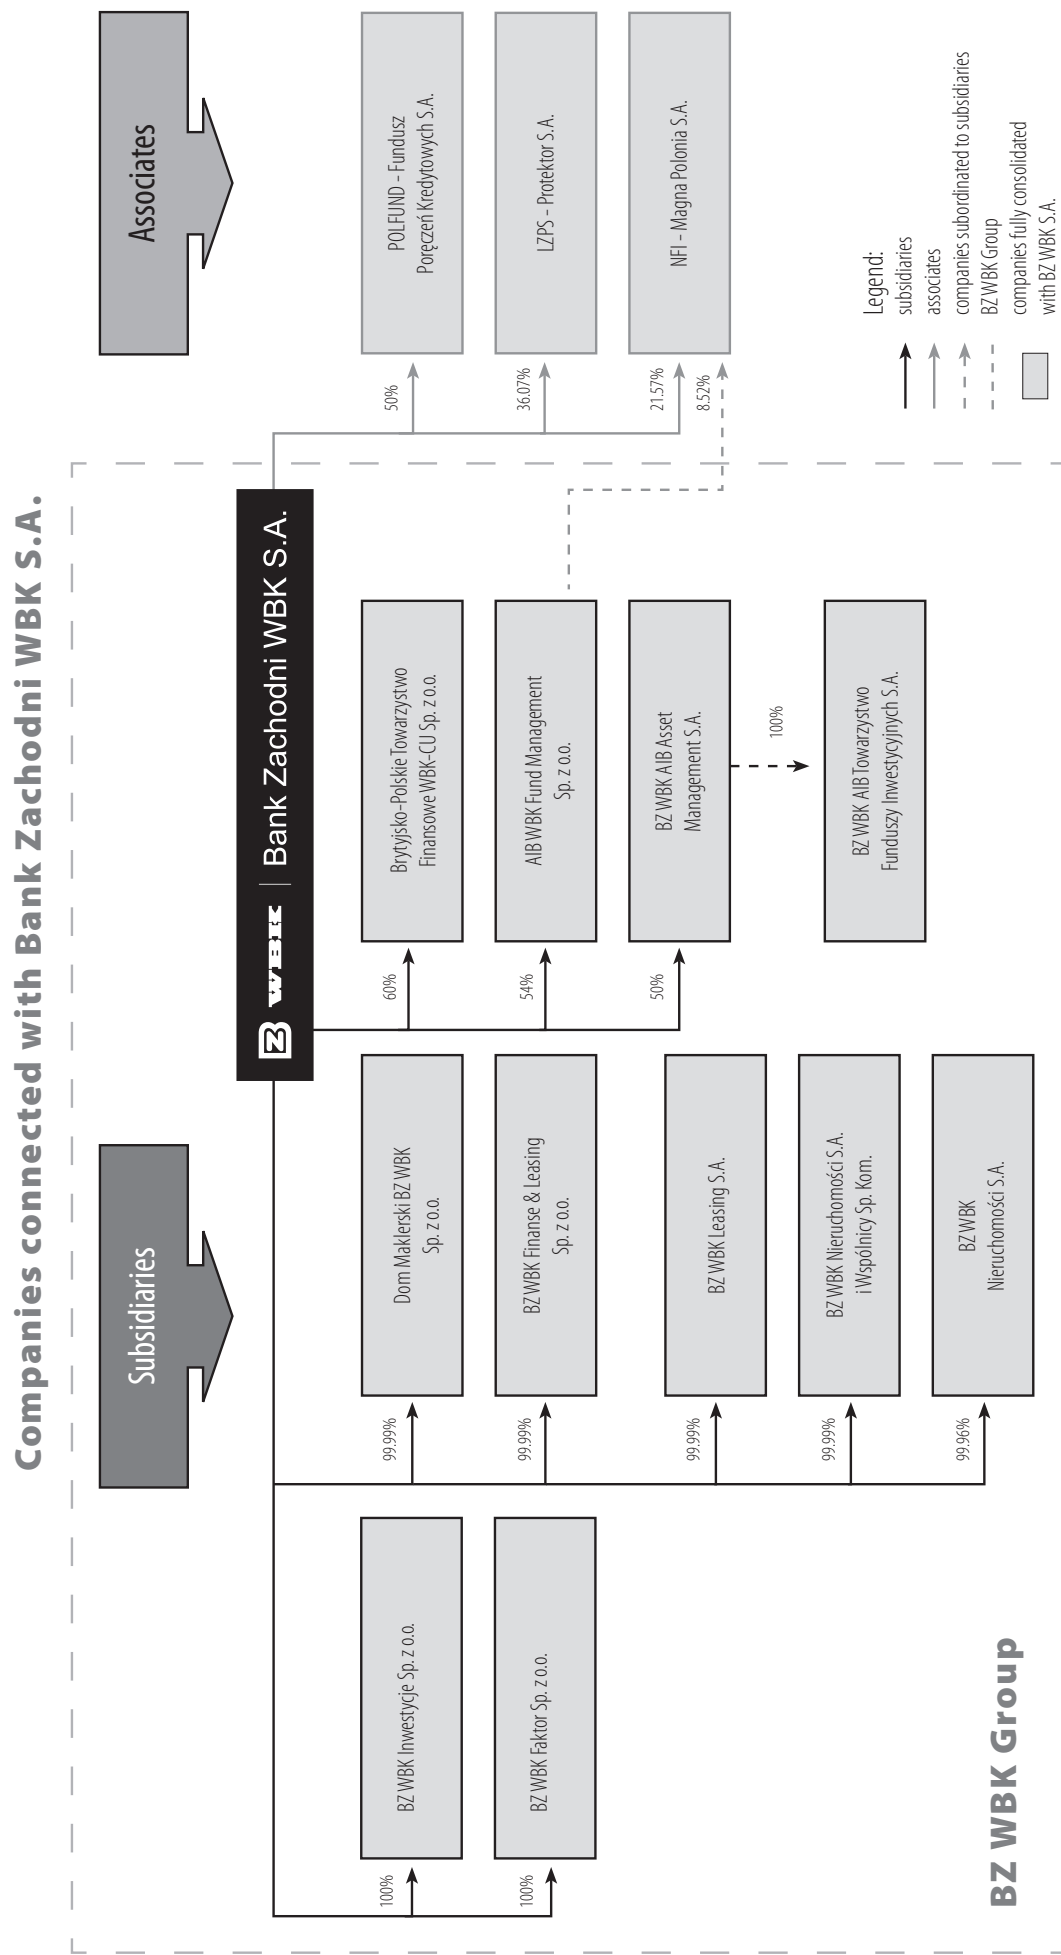 Companies connected with Bank Zachodni WBK S.A.
Subsidiaries
Associates
BZ WBK | Bank Zachodni WBK S.A.
100%
BZ WBK Inwestycje Sp. z o.o.
100%
BZ WBK Faktor Sp. z o.o.
99.99%
Dom Maklerski BZ WBK
Sp. z o.o.
99.99%
BZ WBK Finanse & Leasing
Sp. z o.o.
99.99%
BZ WBK Leasing S.A.
99.99%
BZ WBK Nieruchomości S.A.
i Wspólnicy Sp. Kom.
99.96%
BZ WBK
Nieruchomości S.A.
60%
Brytyjsko-Polskie Towarzystwo
Finansowe WBK-CU Sp. z o.o.
54%
AIB WBK Fund Management
Sp. z o.o.
50%
BZ WBK AIB Asset
Management S.A.
100%
BZ WBK AIB Towarzystwo
Funduszy Inwestycyjnych S.A.
50%
POLFUND - Fundusz
Poręczeń Kredytowych S.A.
36.07%
LZPS - Protektor S.A.
21.57%
8.52%
NFI - Magna Polonia S.A.
BZ WBK Group
Legend:
subsidiaries
associates
companies subordinated to subsidiaries
BZ WBK Group
companies fully consolidated
with BZ WBK S.A.